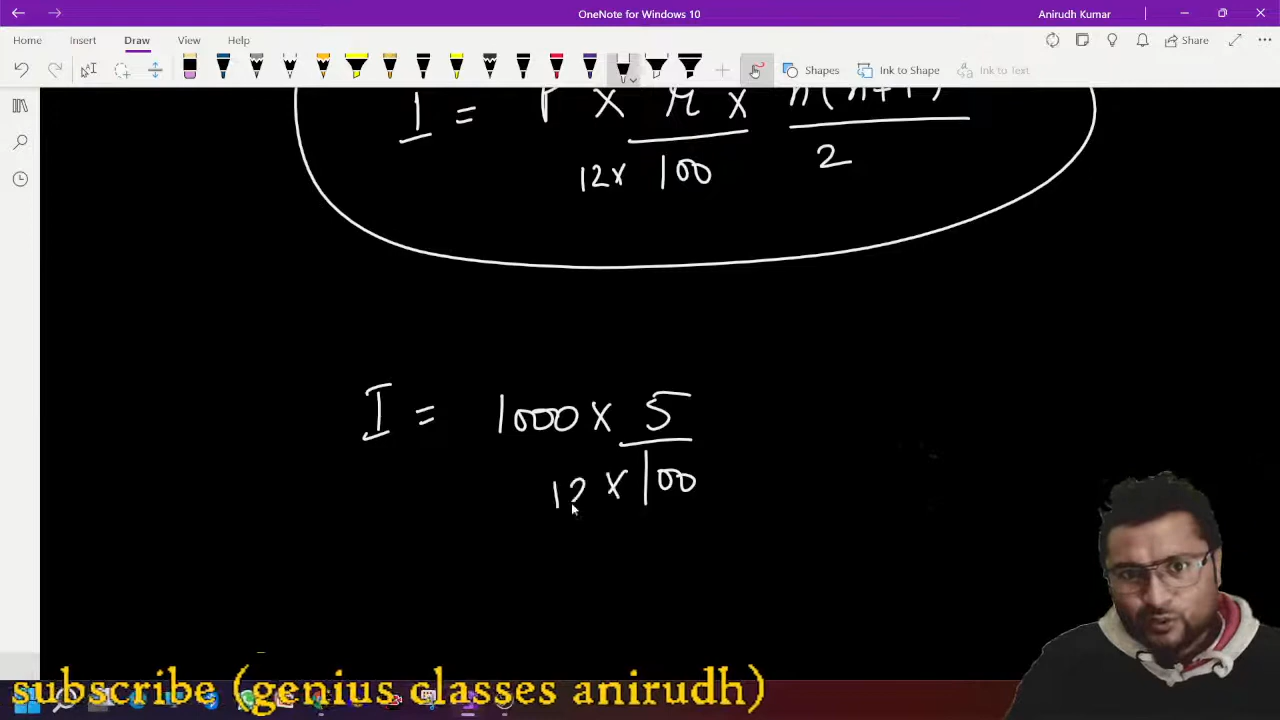 OneNote for Windows 10
Anirudh Kumar
Home Insert Draw View Help
Share
Shapes Ink to Shape Ink to Text
I = P × r × n(n+1)
12× 100 2
I = 1000 × 5
12 × 100
subscribe (genius classes anirudh)